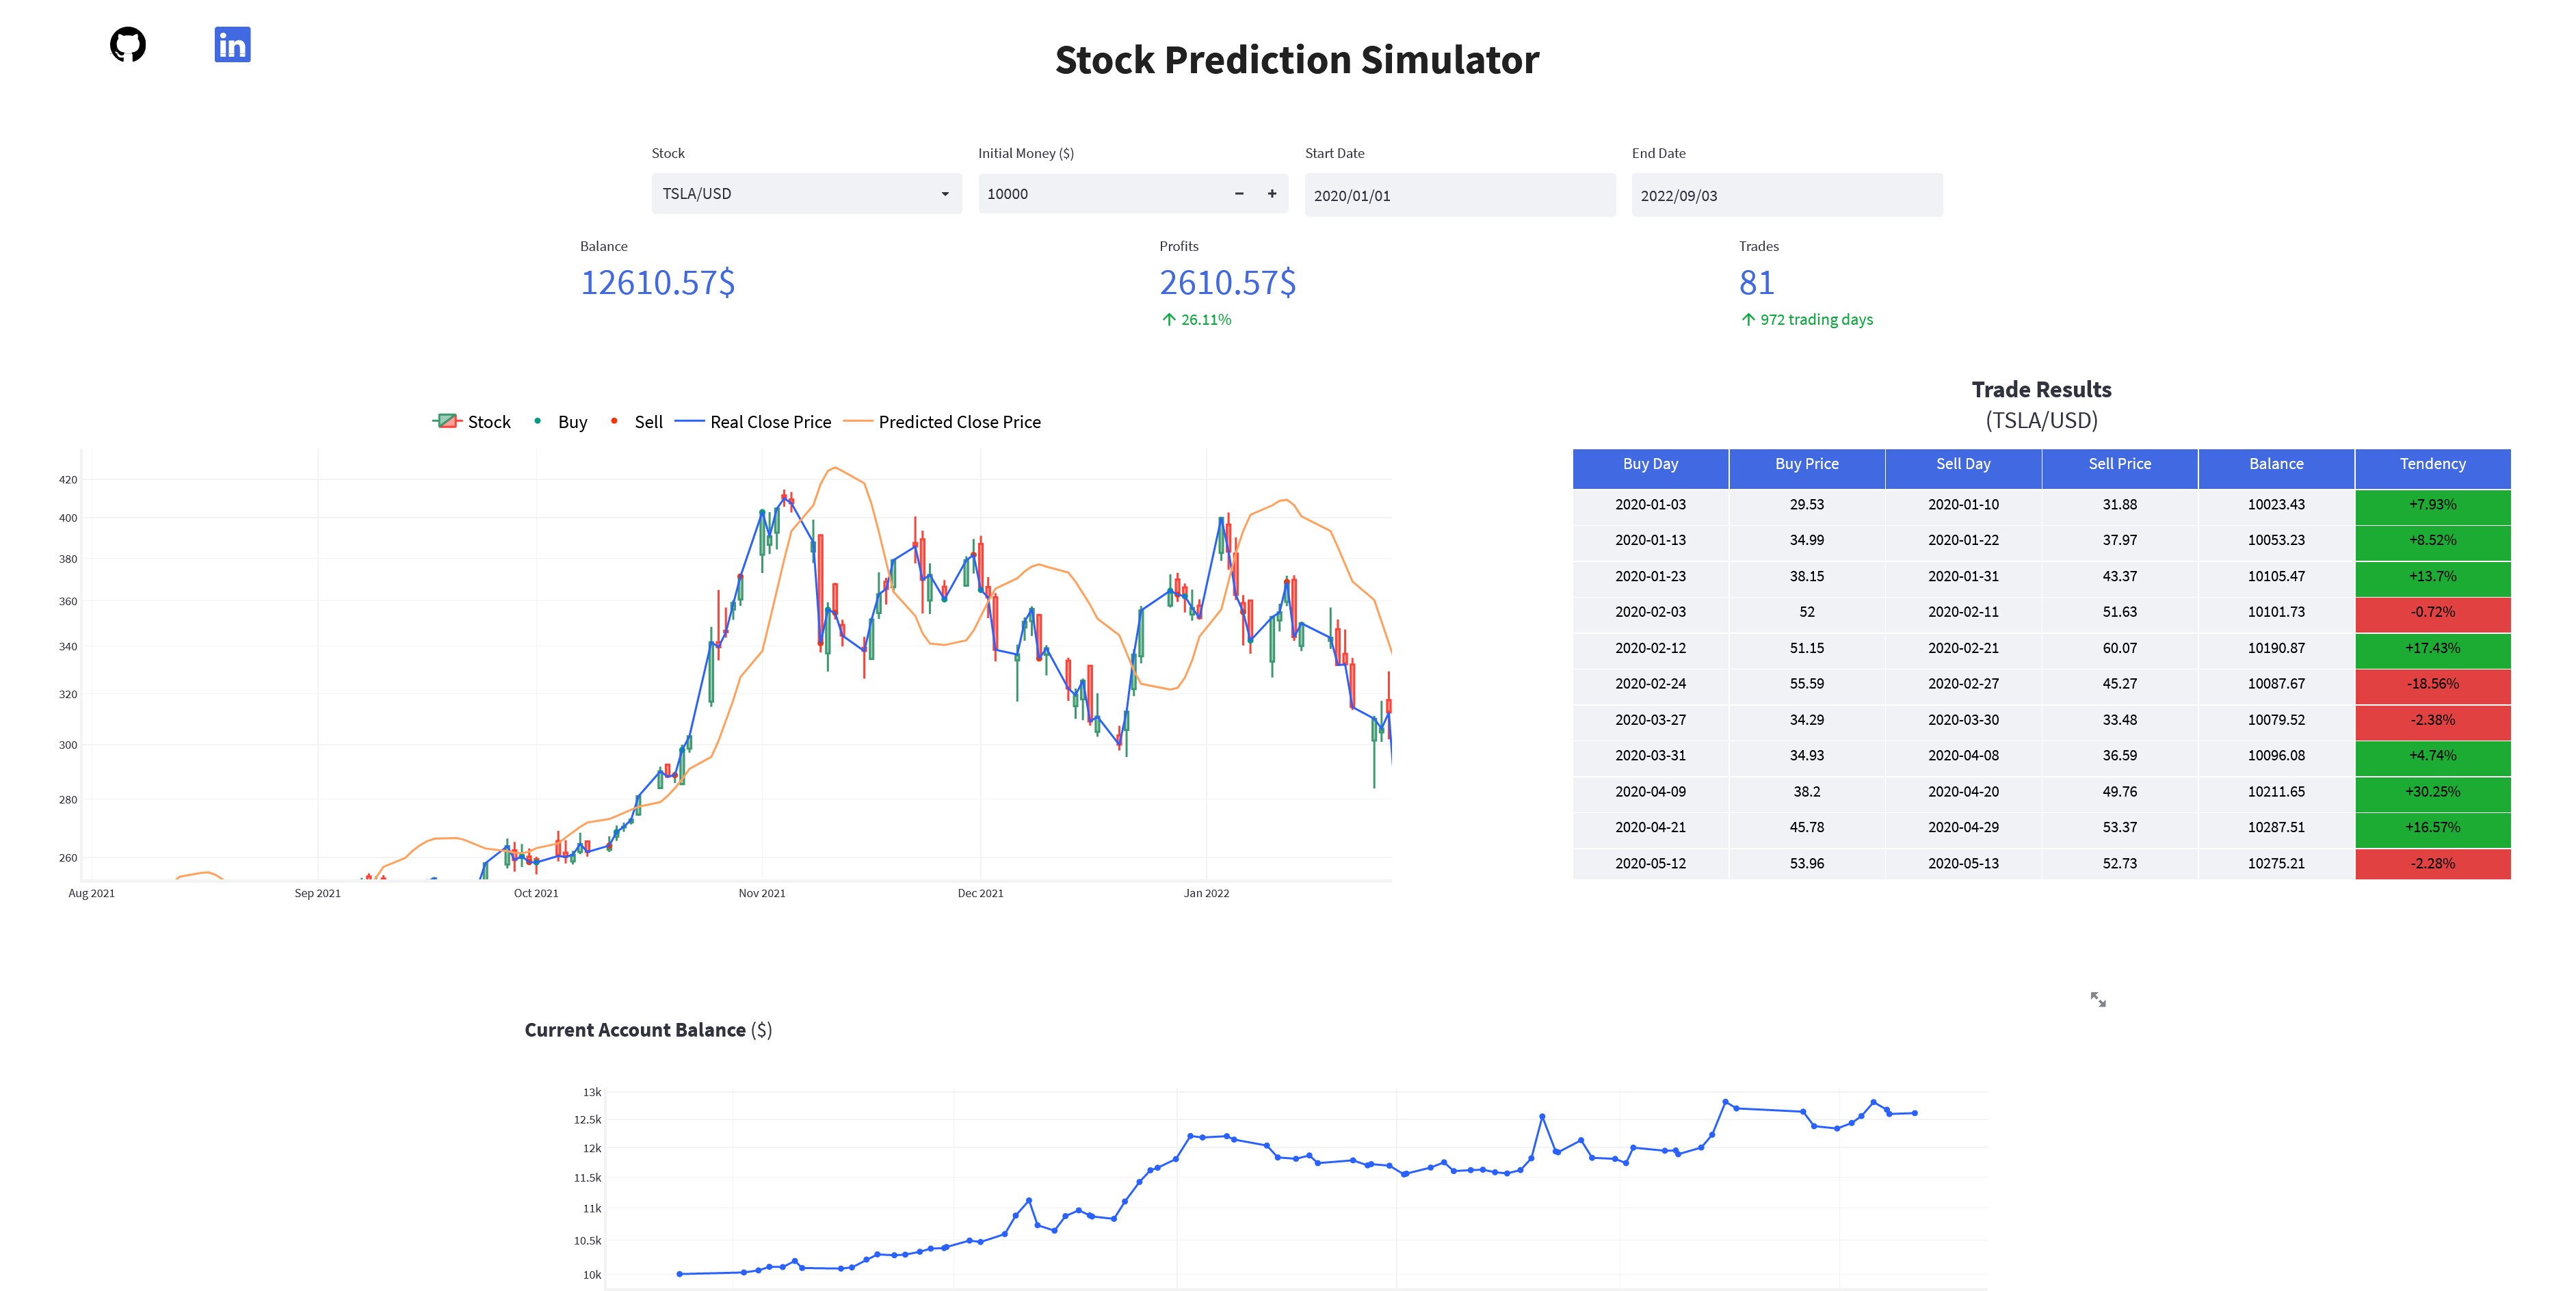 in
Stock Prediction Simulator
Stock Initial Money ($) Start Date End Date
TSLA/USD 10000 − + 2020/01/01 2022/09/03
Balance Profits Trades
12610.57$ 2610.57$ 81
↑ 26.11% ↑ 972 trading days
Stock Buy Sell Real Close Price Predicted Close Price
420
400
380
360
340
320
300
280
260
Aug 2021 Sep 2021 Oct 2021 Nov 2021 Dec 2021 Jan 2022
Trade Results
(TSLA/USD)
Buy Day Buy Price Sell Day Sell Price Balance Tendency
2020-01-03 29.53 2020-01-10 31.88 10023.43 +7.93%
2020-01-13 34.99 2020-01-22 37.97 10053.23 +8.52%
2020-01-23 38.15 2020-01-31 43.37 10105.47 +13.7%
2020-02-03 52 2020-02-11 51.63 10101.73 -0.72%
2020-02-12 51.15 2020-02-21 60.07 10190.87 +17.43%
2020-02-24 55.59 2020-02-27 45.27 10087.67 -18.56%
2020-03-27 34.29 2020-03-30 33.48 10079.52 -2.38%
2020-03-31 34.93 2020-04-08 36.59 10096.08 +4.74%
2020-04-09 38.2 2020-04-20 49.76 10211.65 +30.25%
2020-04-21 45.78 2020-04-29 53.37 10287.51 +16.57%
2020-05-12 53.96 2020-05-13 52.73 10275.21 -2.28%
Current Account Balance ($)
13k
12.5k
12k
11.5k
11k
10.5k
10k